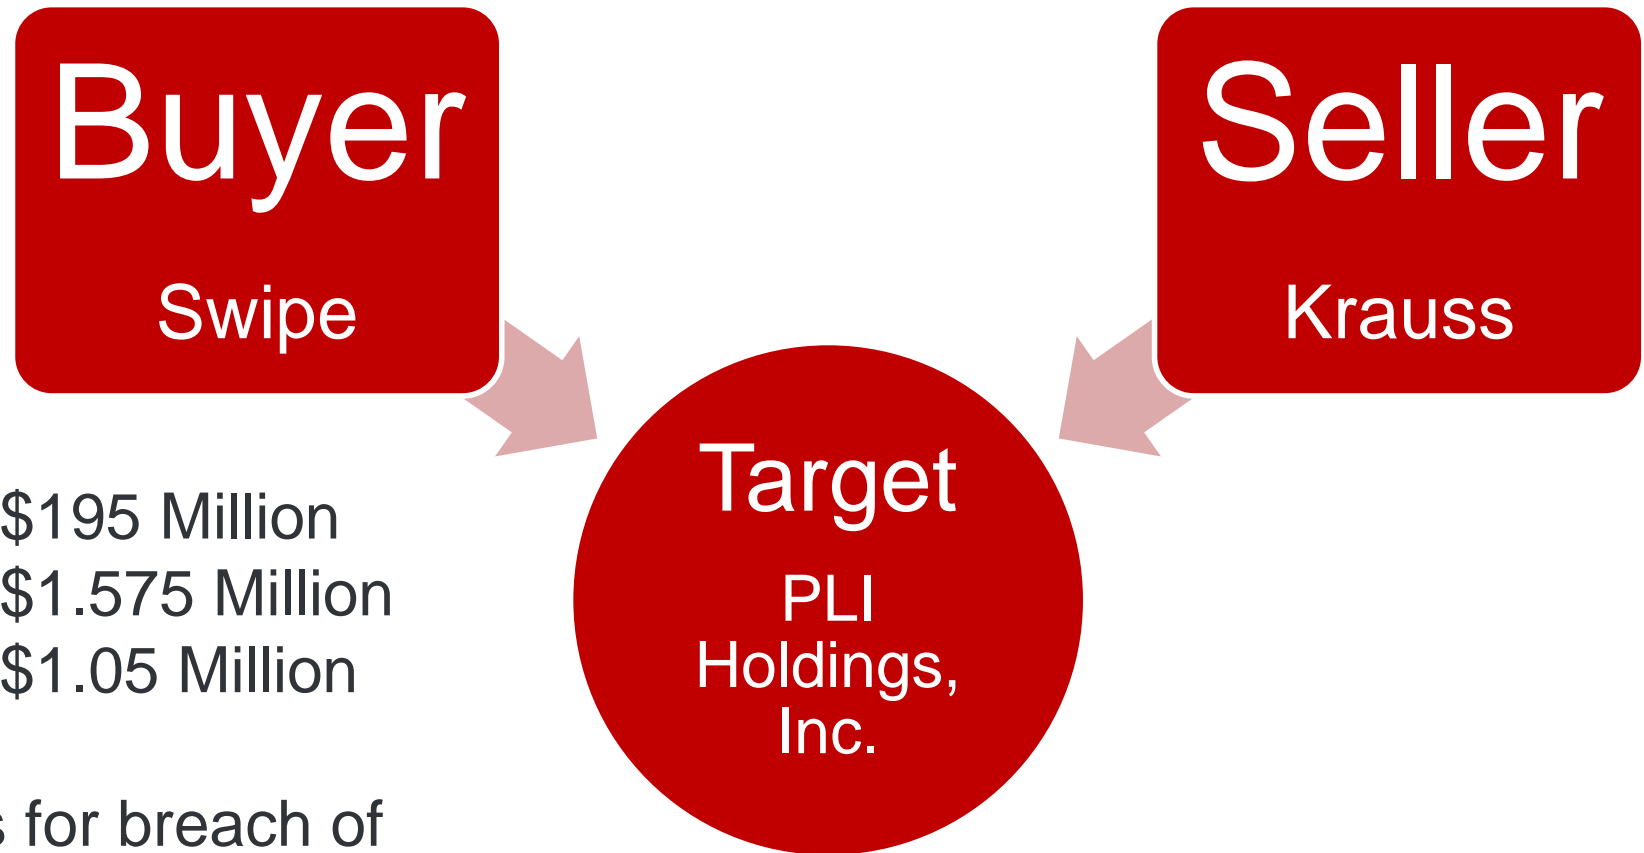 Buyer
Swipe
Seller
Krauss
Target
PLI
Holdings,
Inc.
$195 Million
$1.575 Million
$1.05 Million
for breach of